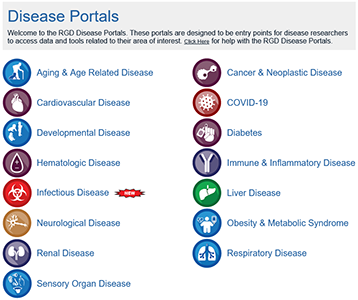 Disease Portals
Welcome to the RGD Disease Portals. These portals are designed to be entry points for disease researchers
to access data and tools related to their area of interest. Click Here for help with the RGD Disease Portals.
Aging & Age Related Disease
Cancer & Neoplastic Disease
Cardiovascular Disease
COVID-19
Developmental Disease
Diabetes
Hematologic Disease
Immune & Inflammatory Disease
Infectious Disease
NEW
Liver Disease
Neurological Disease
Obesity & Metabolic Syndrome
Renal Disease
Respiratory Disease
Sensory Organ Disease